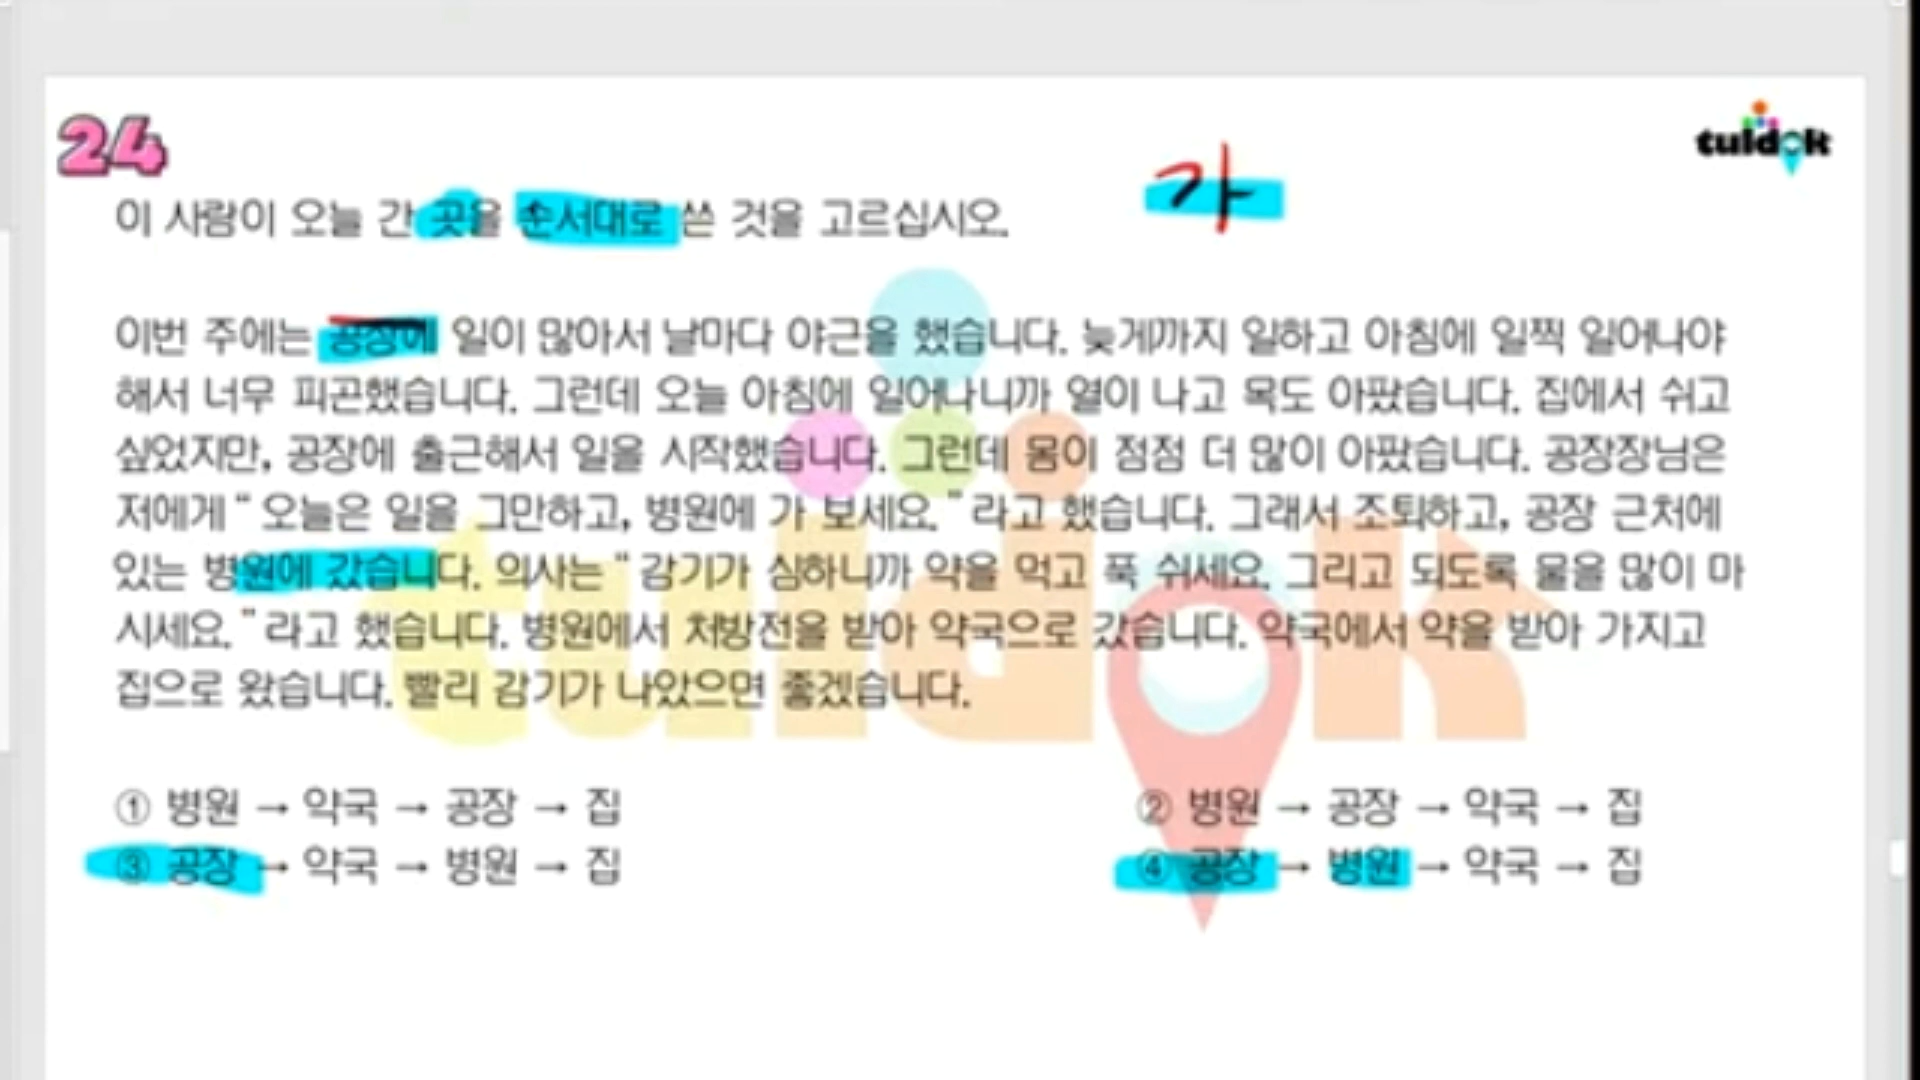 24
tuldok
가
이 사람이 오늘 간 곳을 순서대로 쓴 것을 고르십시오.
이번 주에는 공장에 일이 많아서 날마다 야근을 했습니다. 늦게까지 일하고 아침에 일찍 일어나야
해서 너무 피곤했습니다. 그런데 오늘 아침에 일어나니까 열이 나고 목도 아팠습니다. 집에서 쉬고
싶었지만, 공장에 출근해서 일을 시작했습니다. 그런데 몸이 점점 더 많이 아팠습니다. 공장장님은
저에게 “ 오늘은 일을 그만하고, 병원에 가 보세요. ” 라고 했습니다. 그래서 조퇴하고, 공장 근처에
있는 병원에 갔습니다. 의사는 “ 감기가 심하니까 약을 먹고 푹 쉬세요. 그리고 되도록 물을 많이 마
시세요. ” 라고 했습니다. 병원에서 처방전을 받아 약국으로 갔습니다. 약국에서 약을 받아 가지고
집으로 왔습니다. 빨리 감기가 나았으면 좋겠습니다.
tuldok
① 병원 → 약국 → 공장 → 집
② 병원 → 공장 → 약국 → 집
③ 공장 → 약국 → 병원 → 집
④ 공장 → 병원 → 약국 → 집